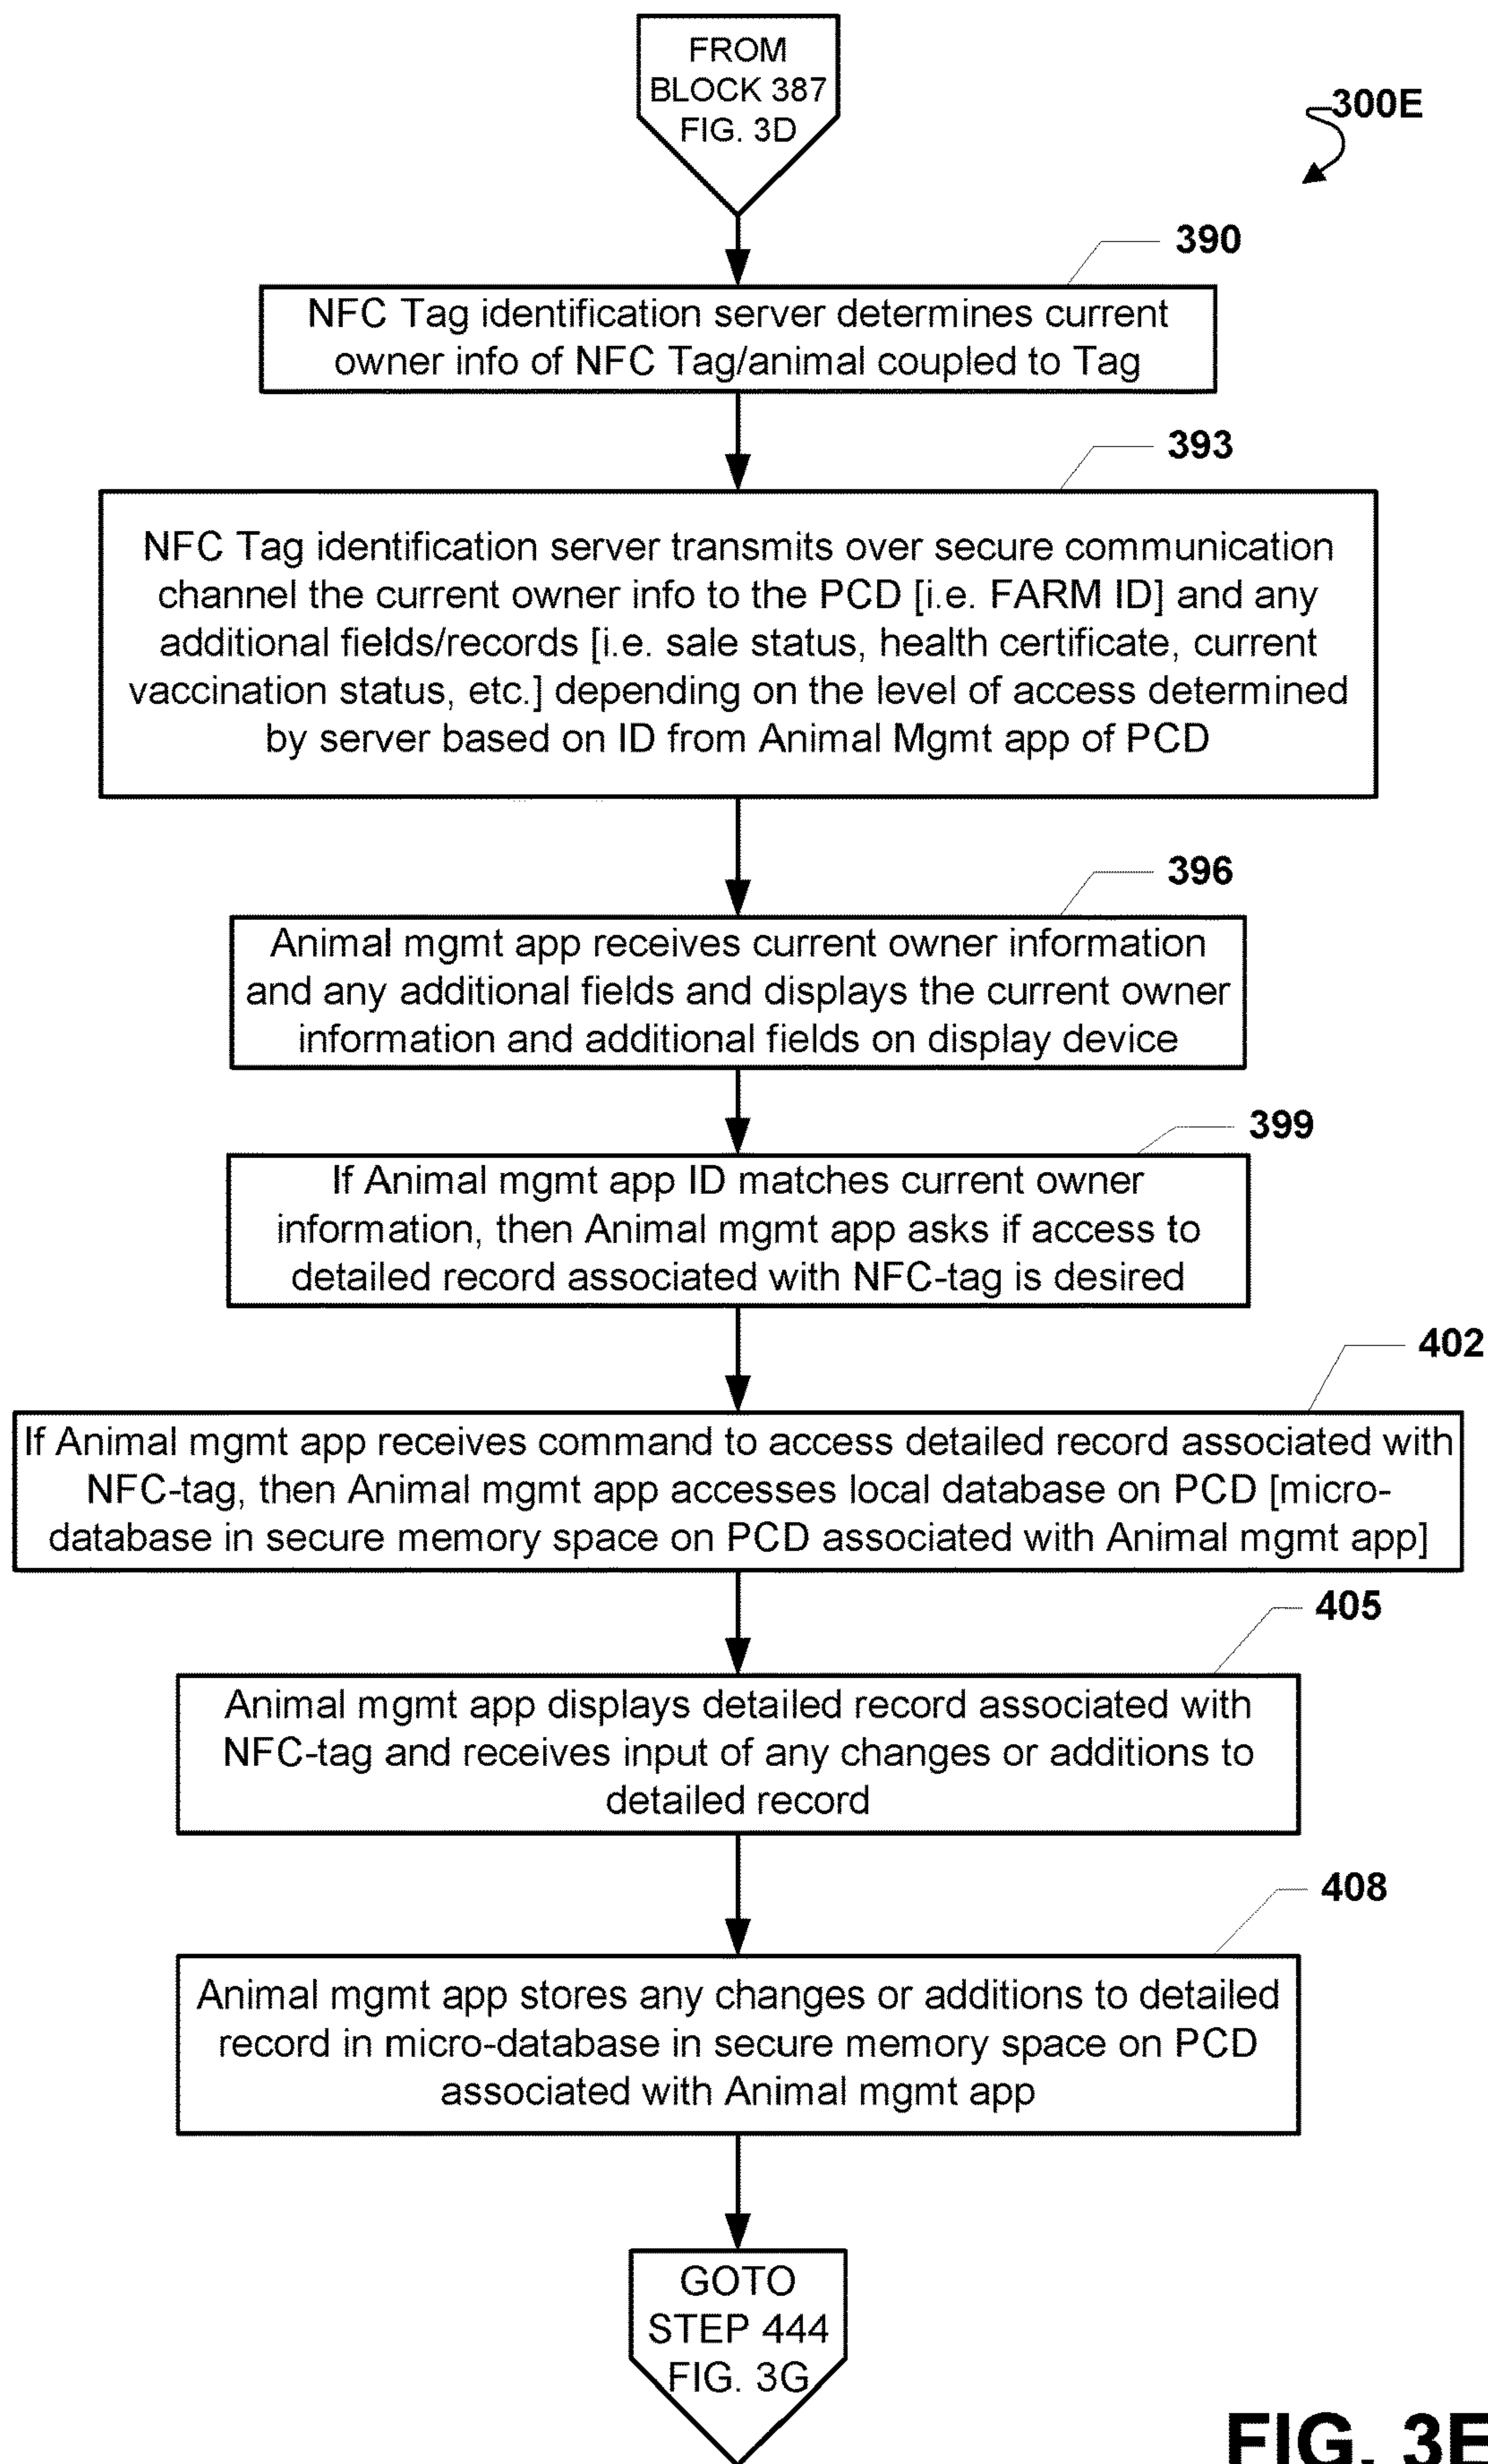 FROM
BLOCK 387
FIG. 3D
300E
390
NFC Tag identification server determines current
owner info of NFC Tag/animal coupled to Tag
393
NFC Tag identification server transmits over secure communication
channel the current owner info to the PCD [i.e. FARM ID] and any
additional fields/records [i.e. sale status, health certificate, current
vaccination status, etc.] depending on the level of access determined
by server based on ID from Animal Mgmt app of PCD
396
Animal mgmt app receives current owner information
and any additional fields and displays the current owner
information and additional fields on display device
399
If Animal mgmt app ID matches current owner
information, then Animal mgmt app asks if access to
detailed record associated with NFC-tag is desired
402
If Animal mgmt app receives command to access detailed record associated with
NFC-tag, then Animal mgmt app accesses local database on PCD [micro-
database in secure memory space on PCD associated with Animal mgmt app]
405
Animal mgmt app displays detailed record associated with
NFC-tag and receives input of any changes or additions to
detailed record
408
Animal mgmt app stores any changes or additions to detailed
record in micro-database in secure memory space on PCD
associated with Animal mgmt app
GOTO
STEP 444
FIG. 3G
FIG. 3E